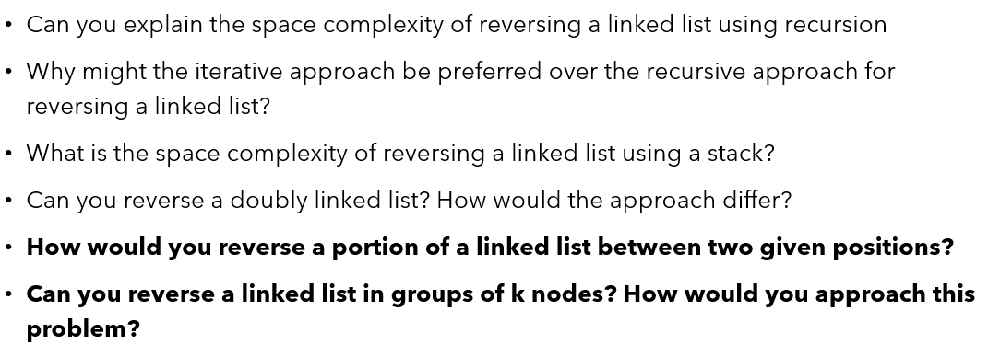 • Can you explain the space complexity of reversing a linked list using recursion
• Why might the iterative approach be preferred over the recursive approach for
reversing a linked list?
• What is the space complexity of reversing a linked list using a stack?
• Can you reverse a doubly linked list? How would the approach differ?
• How would you reverse a portion of a linked list between two given positions?
• Can you reverse a linked list in groups of k nodes? How would you approach this
problem?